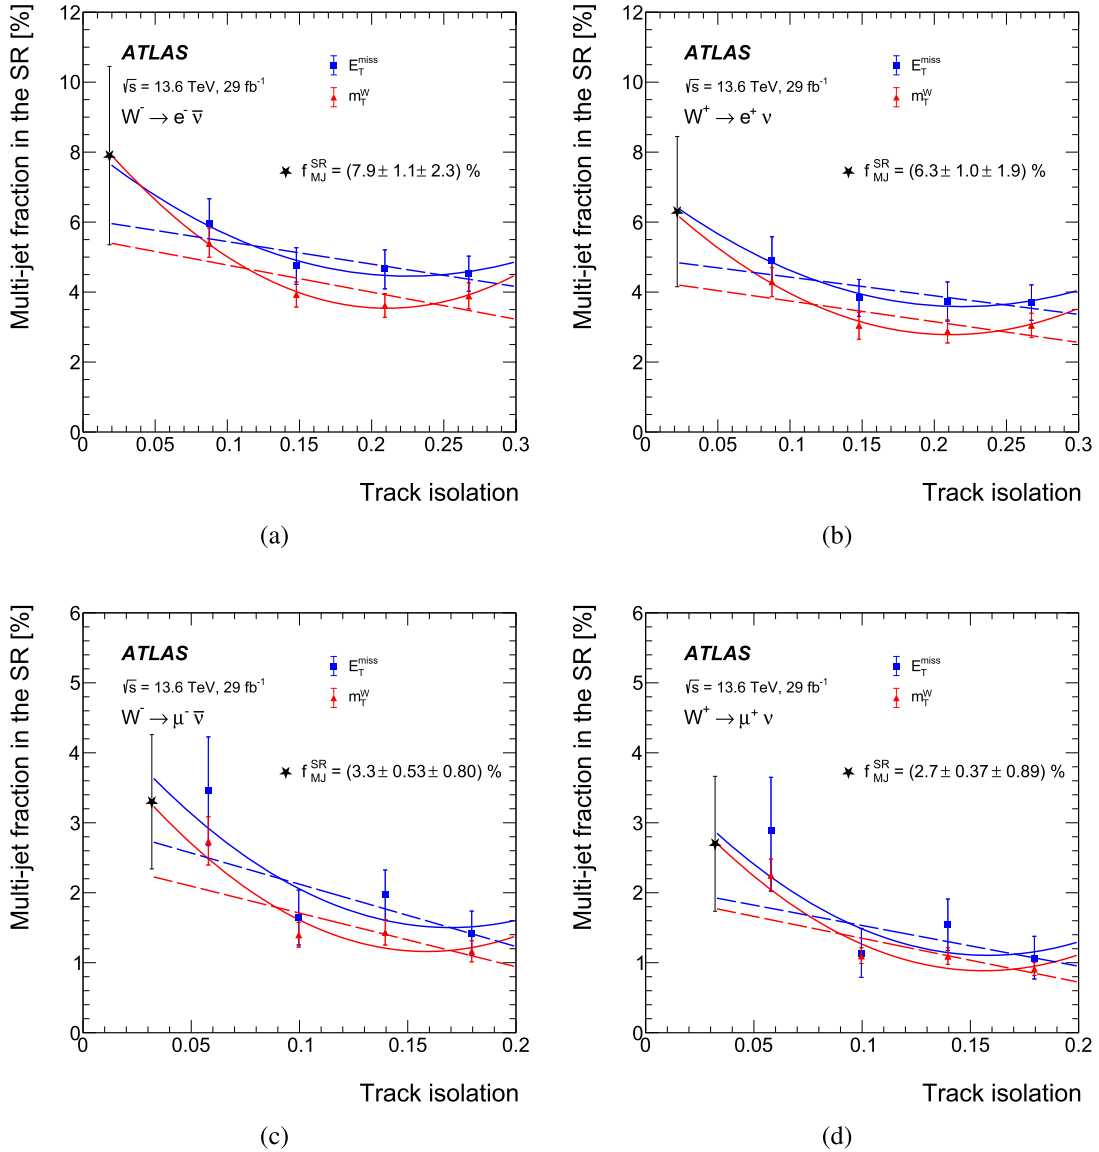 Multi-jet fraction in the SR [%]
12
10
8
6
4
2
0
ATLAS
√s = 13.6 TeV, 29 fb⁻¹
W⁻ → e⁻ ν̅
E_T^miss
m_T^W
f_MJ^SR = (7.9 ± 1.1 ± 2.3) %
0 0.05 0.1 0.15 0.2 0.25 0.3
Track isolation
(a)
Multi-jet fraction in the SR [%]
12
10
8
6
4
2
0
ATLAS
√s = 13.6 TeV, 29 fb⁻¹
W⁺ → e⁺ ν
E_T^miss
m_T^W
f_MJ^SR = (6.3 ± 1.0 ± 1.9) %
0 0.05 0.1 0.15 0.2 0.25 0.3
Track isolation
(b)
Multi-jet fraction in the SR [%]
6
5
4
3
2
1
0
ATLAS
√s = 13.6 TeV, 29 fb⁻¹
W⁻ → μ⁻ ν̅
E_T^miss
m_T^W
f_MJ^SR = (3.3 ± 0.53 ± 0.80) %
0 0.05 0.1 0.15 0.2
Track isolation
(c)
Multi-jet fraction in the SR [%]
6
5
4
3
2
1
0
ATLAS
√s = 13.6 TeV, 29 fb⁻¹
W⁺ → μ⁺ ν
E_T^miss
m_T^W
f_MJ^SR = (2.7 ± 0.37 ± 0.89) %
0 0.05 0.1 0.15 0.2
Track isolation
(d)